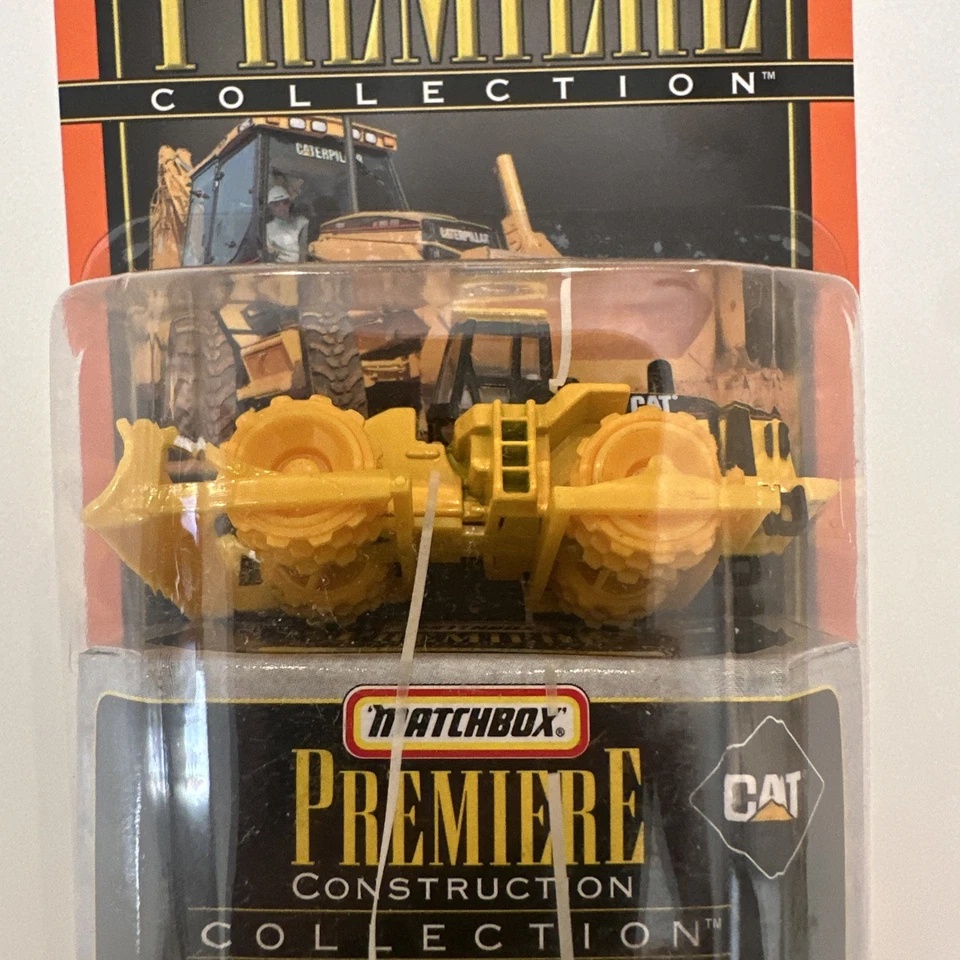 PREMIERE
COLLECTION™
CATERPILLAR
CATERPILLAR
CAT
"MATCHBOX"®
PREMIERE
CAT
CONSTRUCTION
COLLECTION™